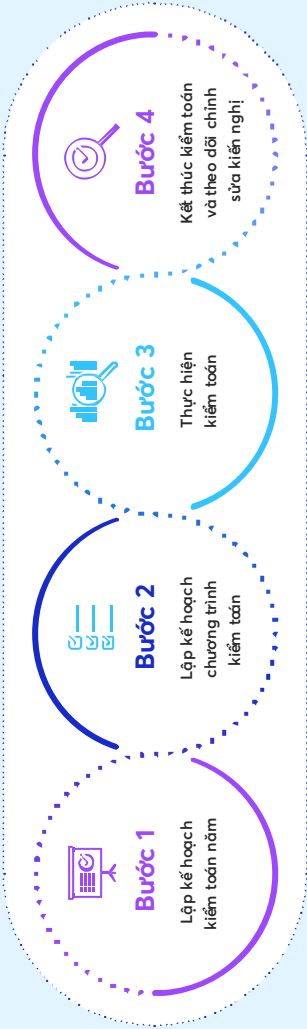 Bước 1
Lập kế hoạch
kiểm toán năm
Bước 2
Lập kế hoạch
chương trình
kiểm toán
Bước 3
Thực hiện
kiểm toán
Bước 4
Kết thúc kiểm toán
và theo dõi chỉnh
sửa kiến nghị